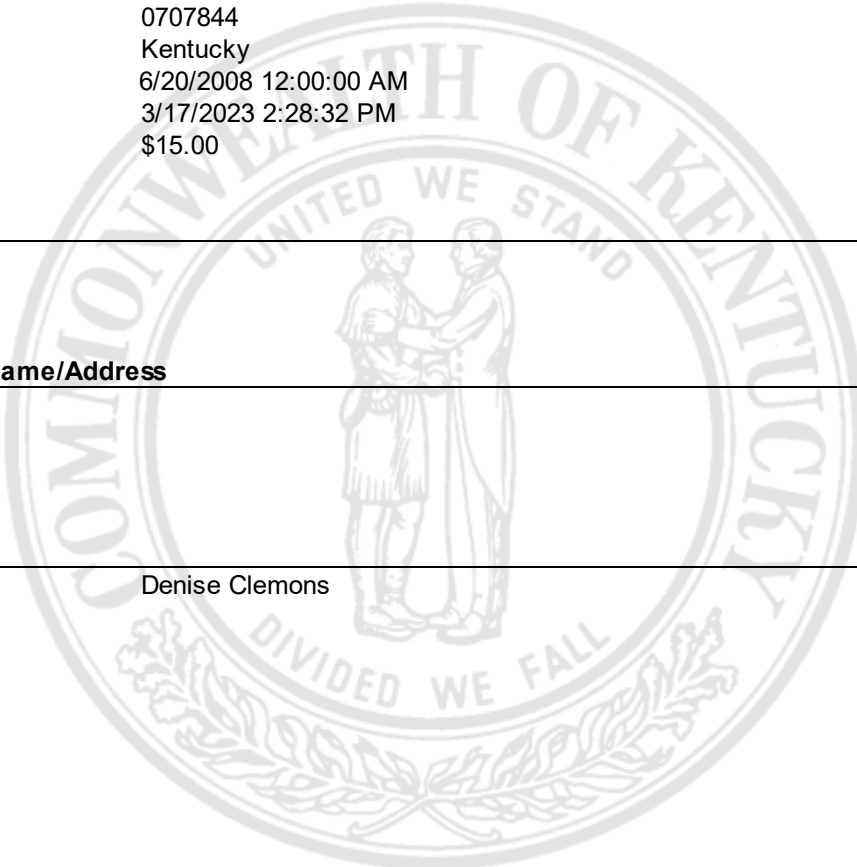 0707844
Kentucky
6/20/2008 12:00:00 AM
3/17/2023 2:28:32 PM
$15.00
COMMONWEALTH OF KENTUCKY
UNITED WE STAND
ame/Address
Denise Clemons
DIVIDED WE FALL